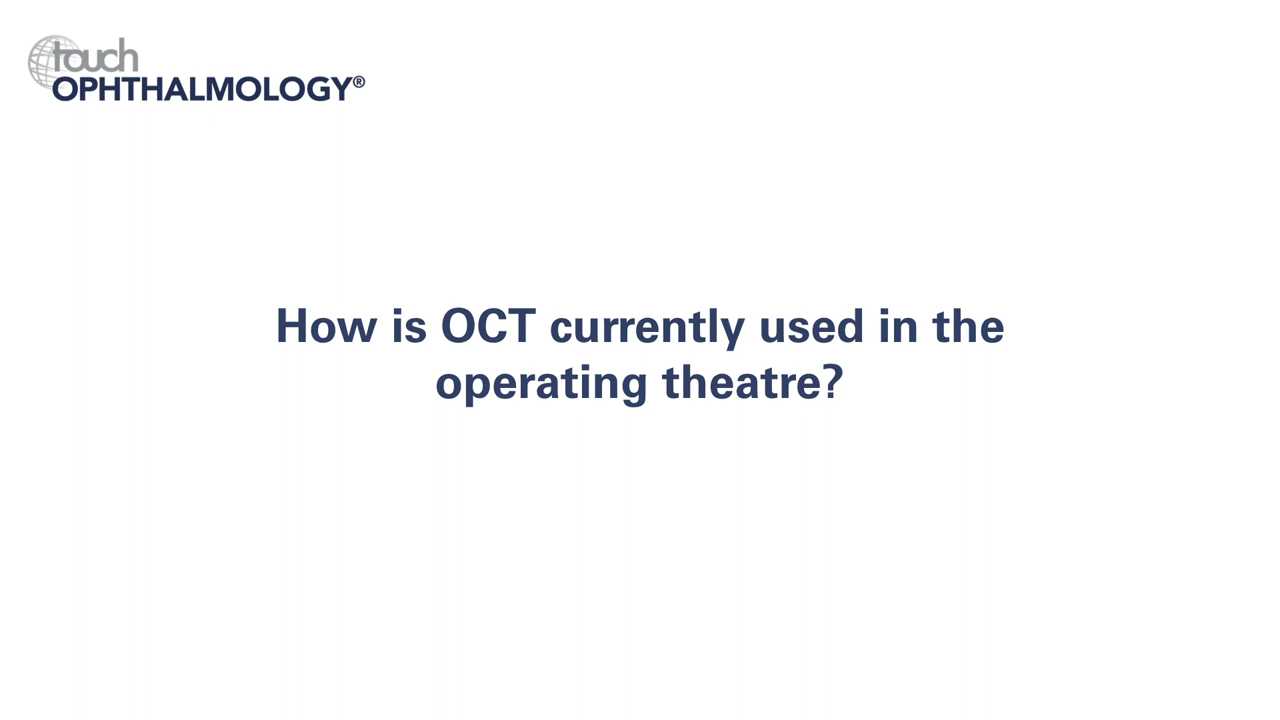 touch
OPHTHALMOLOGY®
How is OCT currently used in the
operating theatre?